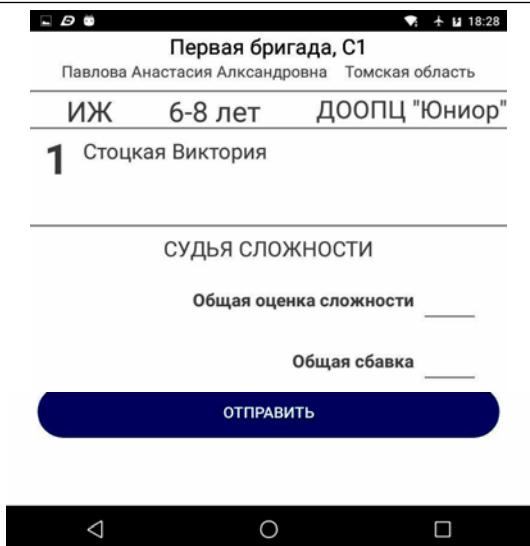 18:28
Первая бригада, С1
Павлова Анастасия Алксандровна Томская область
ИЖ 6-8 лет ДООПЦ "Юниор"
1 Стоцкая Виктория
СУДЬЯ СЛОЖНОСТИ
Общая оценка сложности
Общая сбавка
ОТПРАВИТЬ